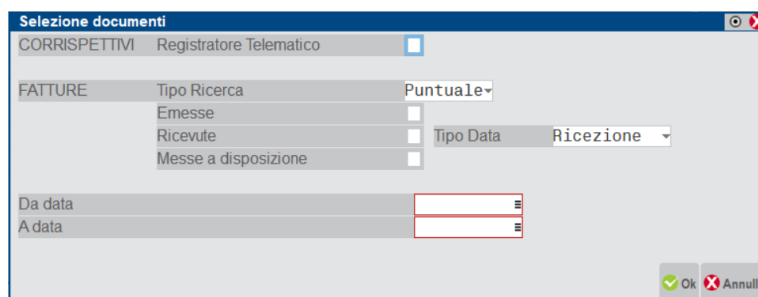 Selezione documenti
CORRISPETTIVI Registratore Telematico
FATTURE Tipo Ricerca Puntuale
Emesse
Ricevute Tipo Data Ricezione
Messe a disposizione
Da data
A data
Ok Annull